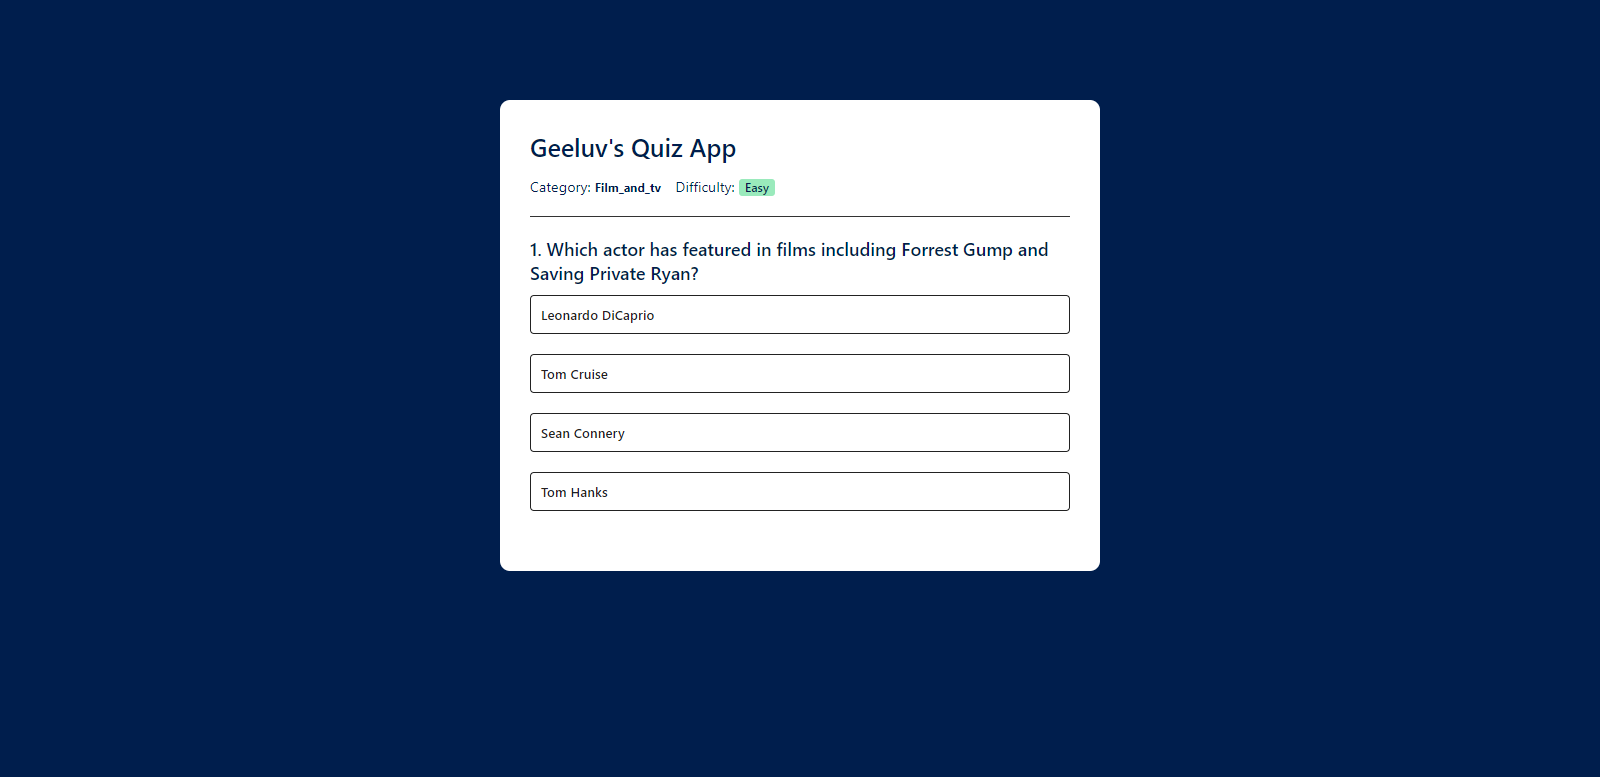 Geeluv's Quiz App
Category: Film_and_tv Difficulty: Easy
1. Which actor has featured in films including Forrest Gump and
Saving Private Ryan?
Leonardo DiCaprio
Tom Cruise
Sean Connery
Tom Hanks